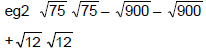 eg2 √75 √75 – √900 – √900
+√12 √12